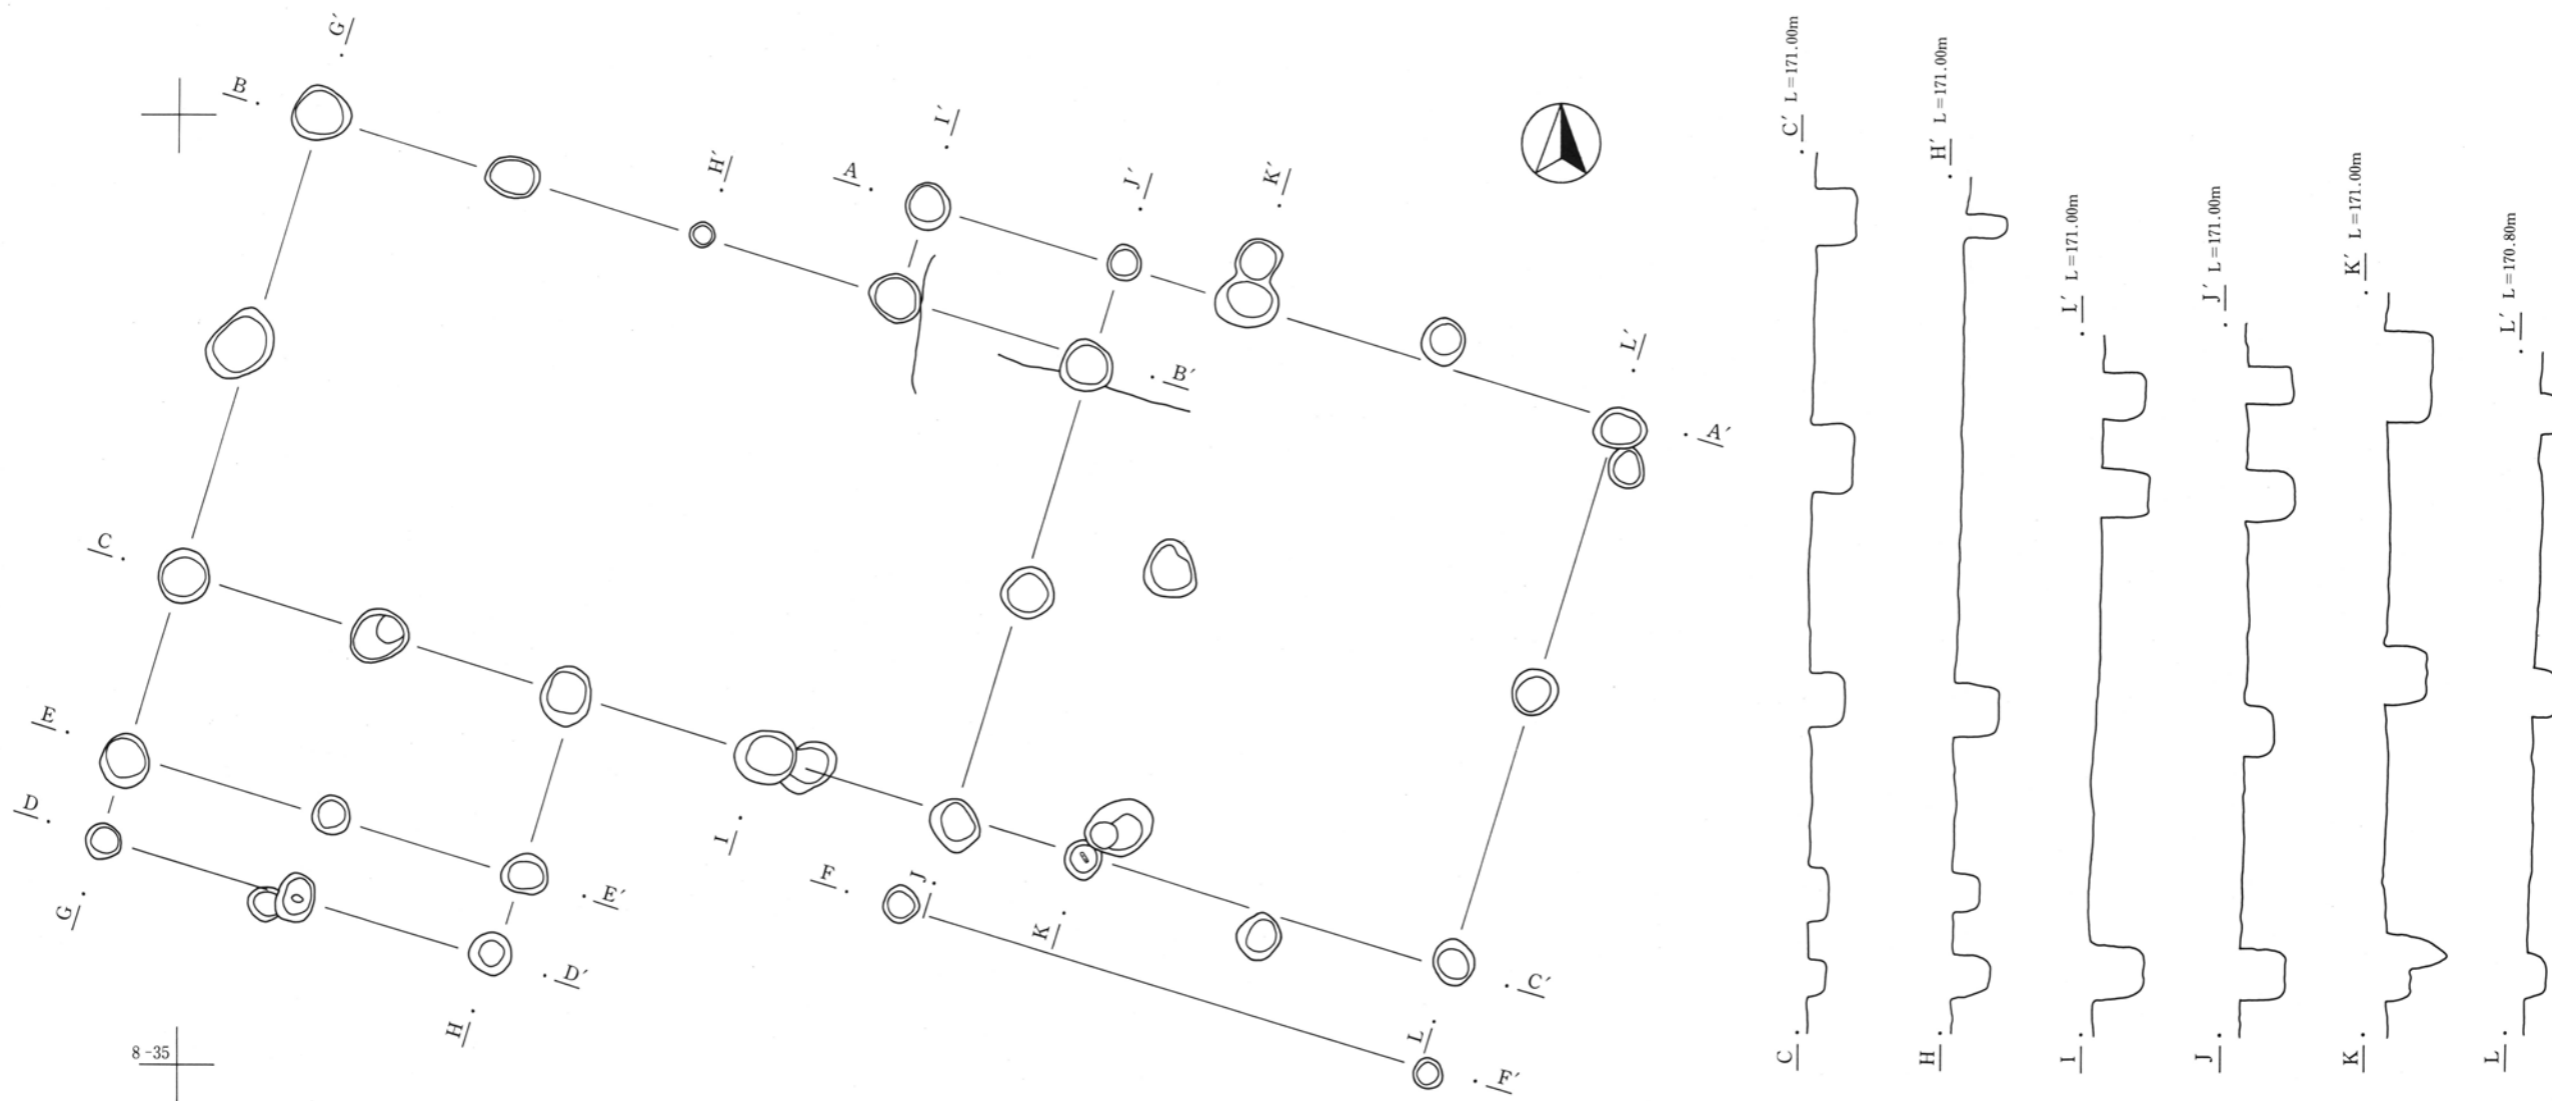 G′
B
I′
H′
A
J′
K′
L′
B′
A′
C
E
D
I
F
J
E′
G
K
D′
C′
H
L
8-35
F′
C′ L=171.00m
H′ L=171.00m
L′ L=171.00m
J′ L=171.00m
K′ L=171.00m
L′ L=170.80m
C
H
I
J
K
L